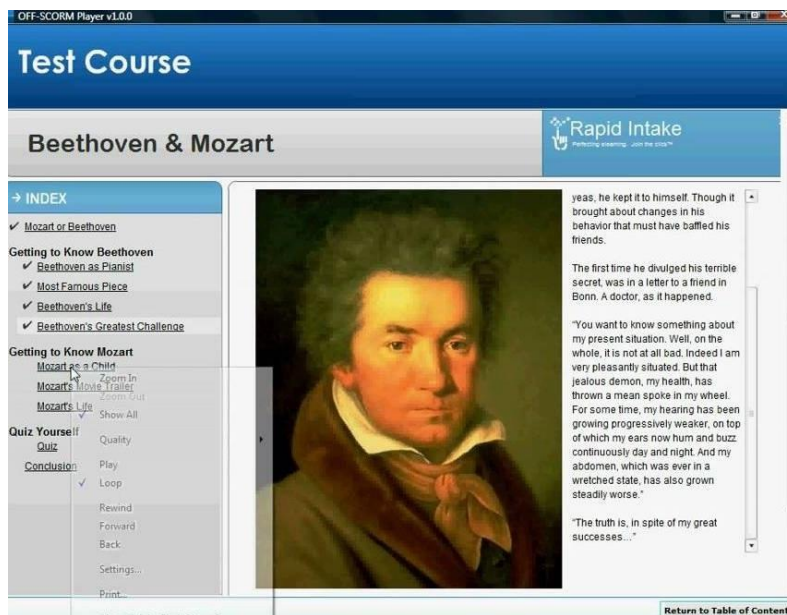 OFF-SCORM Player v1.0.0
Test Course
Beethoven & Mozart
Rapid Intake
Perfecting elearning. Join the click™
→ INDEX
✔ Mozart or Beethoven
Getting to Know Beethoven
✔ Beethoven as Pianist
✔ Most Famous Piece
✔ Beethoven's Life
✔ Beethoven's Greatest Challenge
Getting to Know Mozart
Mozart as a Child
Mozart's Movie Trailer
Mozart's Life
Quiz Yourself
Quiz
Conclusion
Zoom In
Zoom Out
✓ Show All
Quality
Play
✓ Loop
Rewind
Forward
Back
Settings...
Print...
yeas, he kept it to himself. Though it
brought about changes in his
behavior that must have baffled his
friends.
The first time he divulged his terrible
secret, was in a letter to a friend in
Bonn. A doctor, as it happened.
"You want to know something about
my present situation. Well, on the
whole, it is not at all bad. Indeed I am
very pleasantly situated. But that
jealous demon, my health, has
thrown a mean spoke in my wheel.
For some time, my hearing has been
growing progressively weaker, on top
of which my ears now hum and buzz
continuously day and night. And my
abdomen, which was ever in a
wretched state, has also grown
steadily worse."
"The truth is, in spite of my great
successes..."
Return to Table of Content